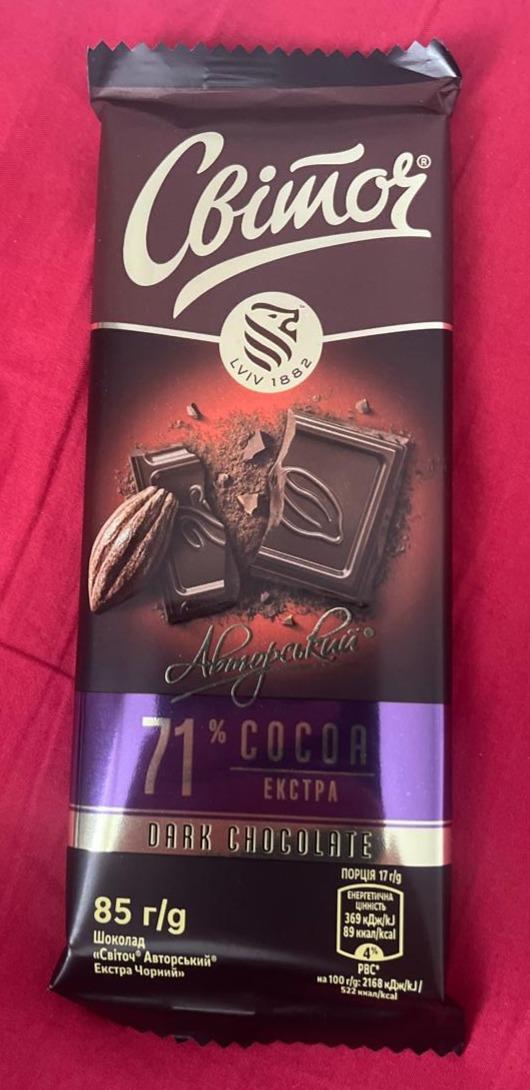 Світоч®
LVIV 1882
Авторський®
71% COCOA
ЕКСТРА
DARK CHOCOLATE
ПОРЦІЯ 17 г/g
ЕНЕРГЕТИЧНА
ЦІННІСТЬ
369 кДж/kJ
89 ккал/kcal
4%
РВС*
на 100 г/g: 2168 кДж/kJ /
522 ккал/kcal
85 г/g
Шоколад
«Світоч® Авторський®
Екстра Чорний»